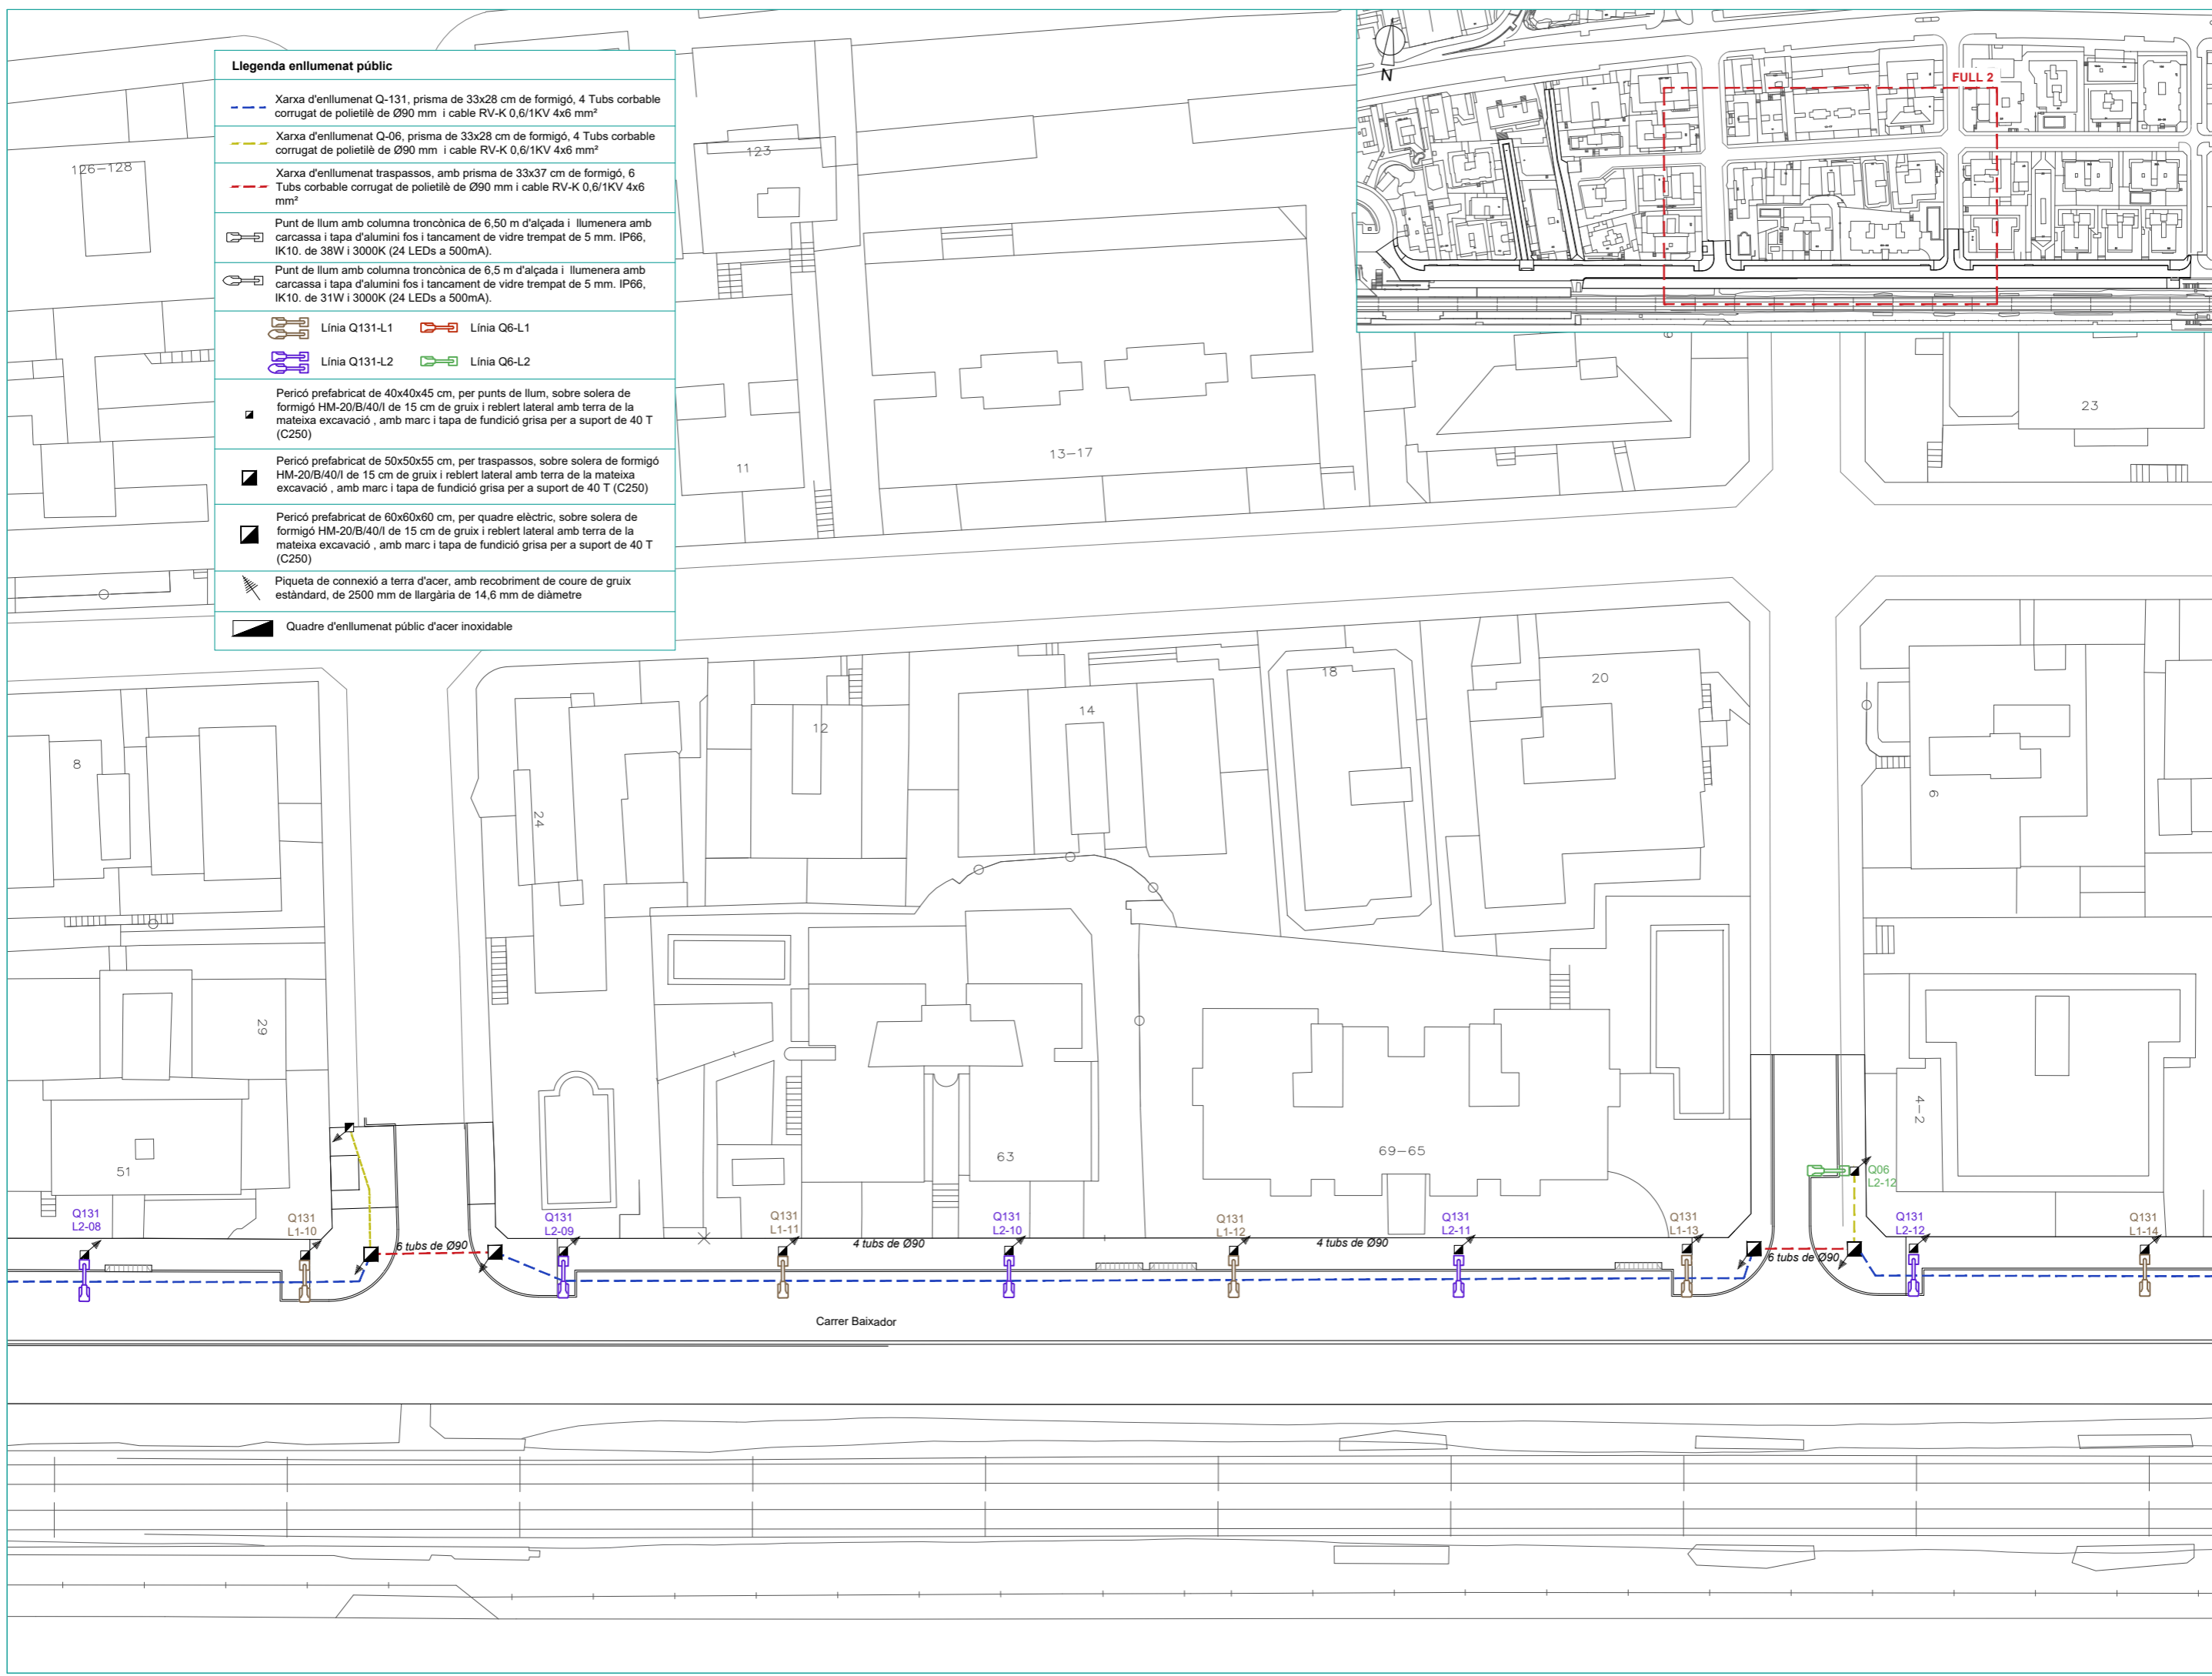 Llegenda enllumenat públic
Xarxa d'enllumenat Q-131, prisma de 33x28 cm de formigó, 4 Tubs corbable
corrugat de polietilè de Ø90 mm i cable RV-K 0,6/1KV 4x6 mm²
Xarxa d'enllumenat Q-06, prisma de 33x28 cm de formigó, 4 Tubs corbable
corrugat de polietilè de Ø90 mm i cable RV-K 0,6/1KV 4x6 mm²
Xarxa d'enllumenat traspassos, amb prisma de 33x37 cm de formigó, 6
Tubs corbable corrugat de polietilè de Ø90 mm i cable RV-K 0,6/1KV 4x6
mm²
Punt de llum amb columna troncònica de 6,50 m d'alçada i llumenera amb
carcassa i tapa d'alumini fos i tancament de vidre trempat de 5 mm. IP66,
IK10. de 38W i 3000K (24 LEDs a 500mA).
Punt de llum amb columna troncònica de 6,5 m d'alçada i llumenera amb
carcassa i tapa d'alumini fos i tancament de vidre trempat de 5 mm. IP66,
IK10. de 31W i 3000K (24 LEDs a 500mA).
Línia Q131-L1 Línia Q6-L1
Línia Q131-L2 Línia Q6-L2
Pericó prefabricat de 40x40x45 cm, per punts de llum, sobre solera de
formigó HM-20/B/40/I de 15 cm de gruix i reblert lateral amb terra de la
mateixa excavació , amb marc i tapa de fundició grisa per a suport de 40 T
(C250)
Pericó prefabricat de 50x50x55 cm, per traspassos, sobre solera de formigó
HM-20/B/40/I de 15 cm de gruix i reblert lateral amb terra de la mateixa
excavació , amb marc i tapa de fundició grisa per a suport de 40 T (C250)
Pericó prefabricat de 60x60x60 cm, per quadre elèctric, sobre solera de
formigó HM-20/B/40/I de 15 cm de gruix i reblert lateral amb terra de la
mateixa excavació , amb marc i tapa de fundició grisa per a suport de 40 T
(C250)
Piqueta de connexió a terra d'acer, amb recobriment de coure de gruix
estàndard, de 2500 mm de llargària de 14,6 mm de diàmetre
Quadre d'enllumenat públic d'acer inoxidable
N
FULL 2
126-128
123
11
13-17
9
23
8
24
12
14
18
20
6
29
51
63
69-65
4-2
Q131
L2-08
Q131
L1-10
6 tubs de Ø90
Q131
L2-09
Q131
L1-11
4 tubs de Ø90
Q131
L2-10
Q131
L1-12
4 tubs de Ø90
Q131
L2-11
Q131
L1-13
6 tubs de Ø90
Q06
L2-12
Q131
L2-12
Q131
L1-14
Carrer Baixador